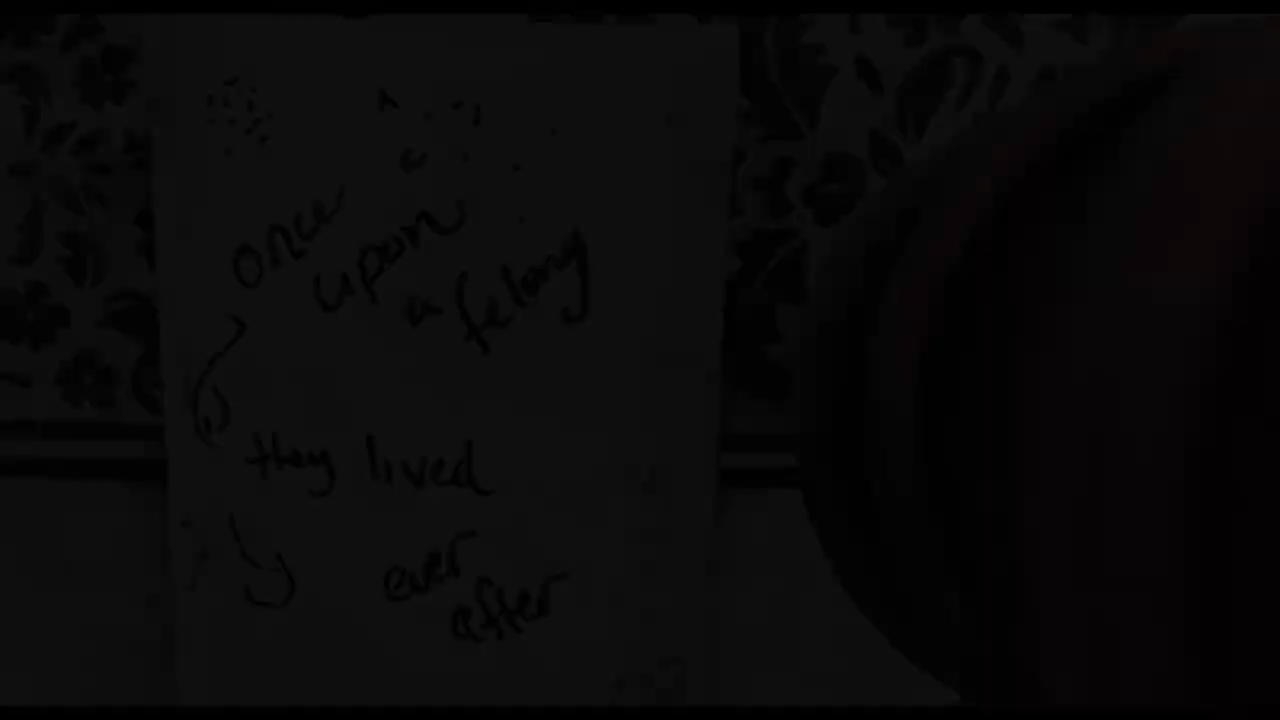 once
upon
a felony
they lived
ever
after